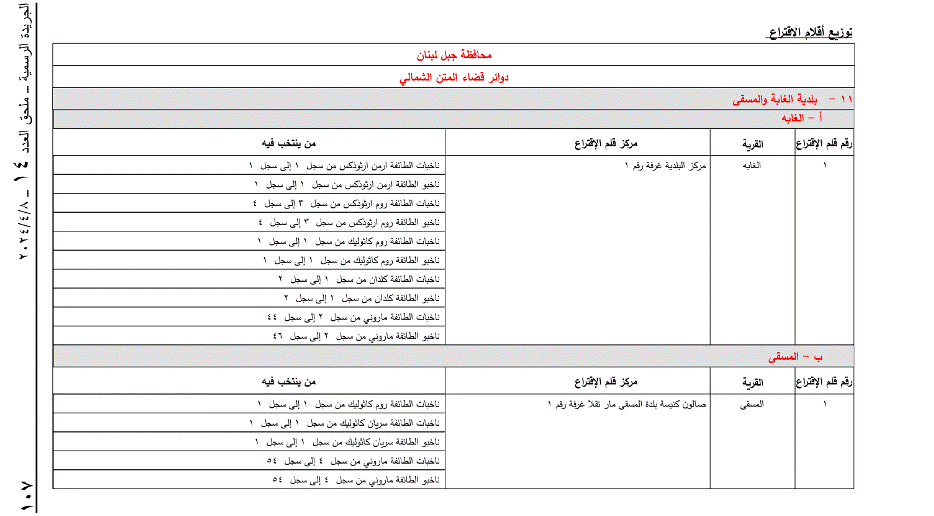 توزيع أقلام الإقتراع
محافظة جبل لبنان
دوائر قضاء المتن الشمالي
١١ - بلدية الغابة والمسقى
أ - الغابه
رقم قلم الإقتراع القرية مركز قلم الإقتراع من ينتخب فيه
١ الغابه مركز البلدية غرفة رقم ١ ناخبات الطائفة ارمن ارثوذكس من سجل ١ إلى سجل ١
ناخبو الطائفة ارمن ارثوذكس من سجل ١ إلى سجل ١
ناخبات الطائفة روم ارثوذكس من سجل ٣ إلى سجل ٤
ناخبو الطائفة روم ارثوذكس من سجل ٣ إلى سجل ٤
ناخبات الطائفة روم كاثوليك من سجل ١ إلى سجل ١
ناخبو الطائفة روم كاثوليك من سجل ١ إلى سجل ١
ناخبات الطائفة كلدان من سجل ١ إلى سجل ٢
ناخبو الطائفة كلدان من سجل ١ إلى سجل ٢
ناخبات الطائفة ماروني من سجل ٢ إلى سجل ٤٤
ناخبو الطائفة ماروني من سجل ٢ إلى سجل ٤٦
ب - المسقى
رقم قلم الإقتراع القرية مركز قلم الإقتراع من ينتخب فيه
١ المسقى صالون كنيسة بلدة المسقى مار تقلا غرفة رقم ١ ناخبات الطائفة روم كاثوليك من سجل ١ إلى سجل ١
ناخبات الطائفة سريان كاثوليك من سجل ١ إلى سجل ١
ناخبو الطائفة سريان كاثوليك من سجل ١ إلى سجل ١
ناخبات الطائفة ماروني من سجل ٤ إلى سجل ٥٤
ناخبو الطائفة ماروني من سجل ٤ إلى سجل ٥٤
الجريدة الرسمية – ملحق العدد ١٤ – ٢٠٢٤/٤/٨
١٠٧